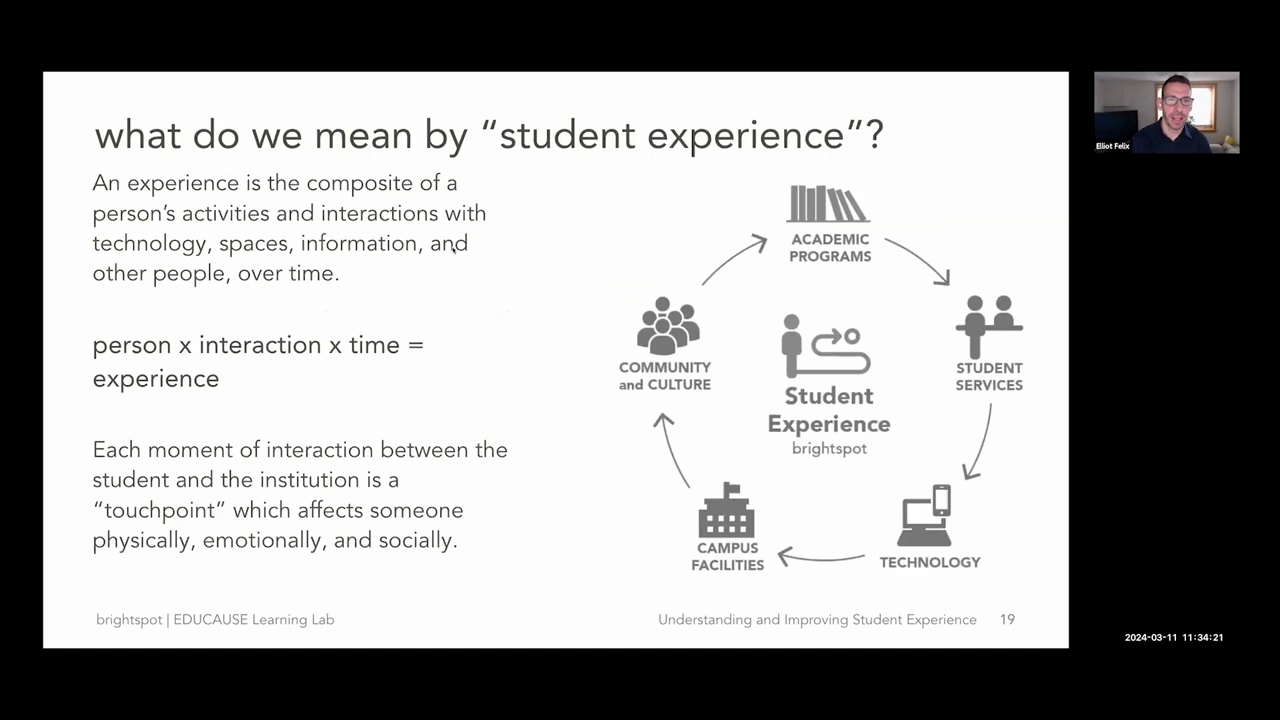 what do we mean by “student experience”?
An experience is the composite of a
person’s activities and interactions with
technology, spaces, information, and
other people, over time.
person x interaction x time =
experience
Each moment of interaction between the
student and the institution is a
“touchpoint” which affects someone
physically, emotionally, and socially.
ACADEMIC
PROGRAMS
STUDENT
SERVICES
TECHNOLOGY
CAMPUS
FACILITIES
COMMUNITY
and CULTURE
Student
Experience
brightspot
brightspot | EDUCAUSE Learning Lab
Understanding and Improving Student Experience 19
Elliot Felix
2024-03-11 11:34:21